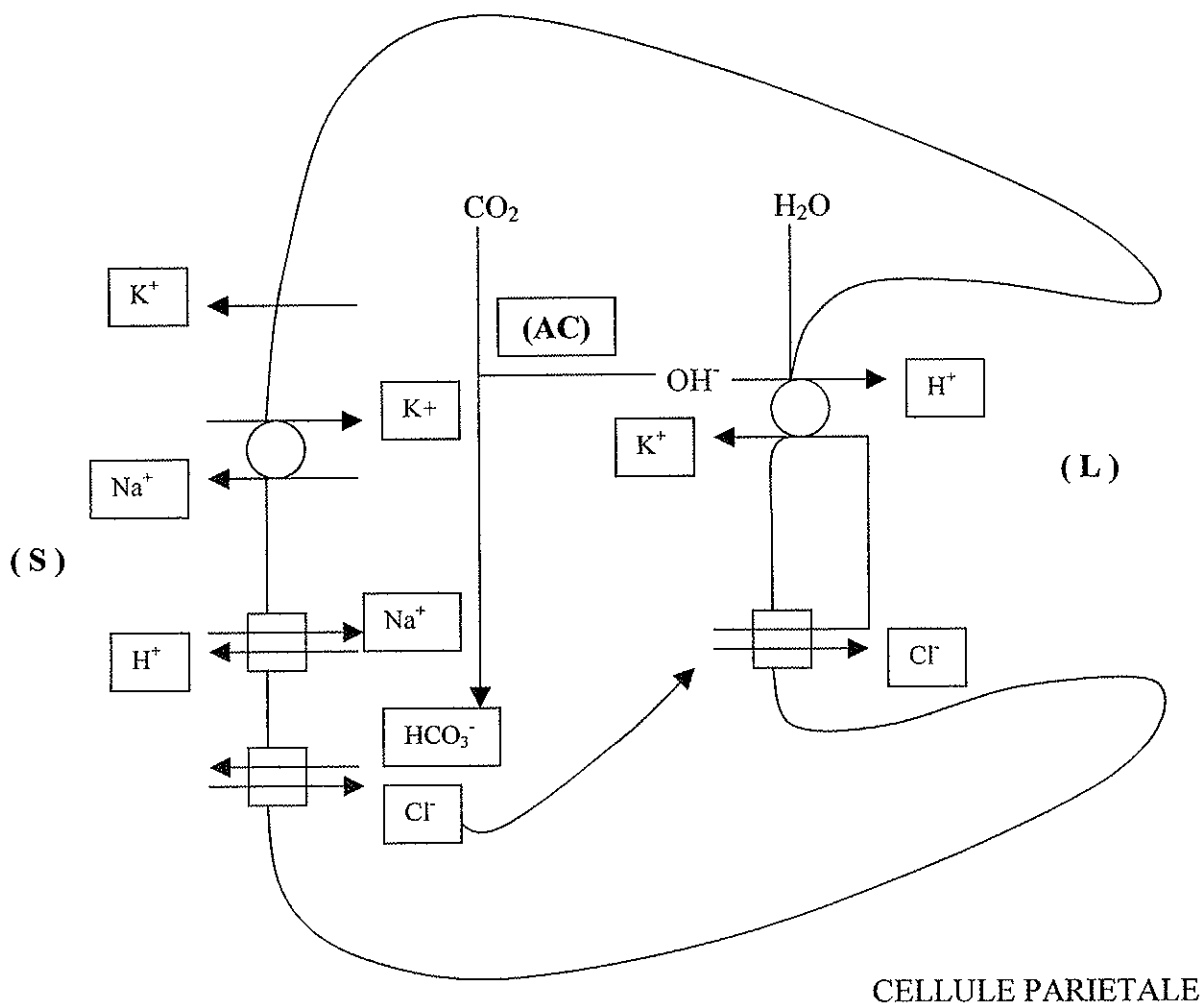 CO₂
H₂O
K⁺
(AC)
OH⁻
H⁺
K+
K⁺
( L )
Na⁺
( S )
Na⁺
H⁺
Cl⁻
HCO₃⁻
Cl⁻
CELLULE PARIETALE